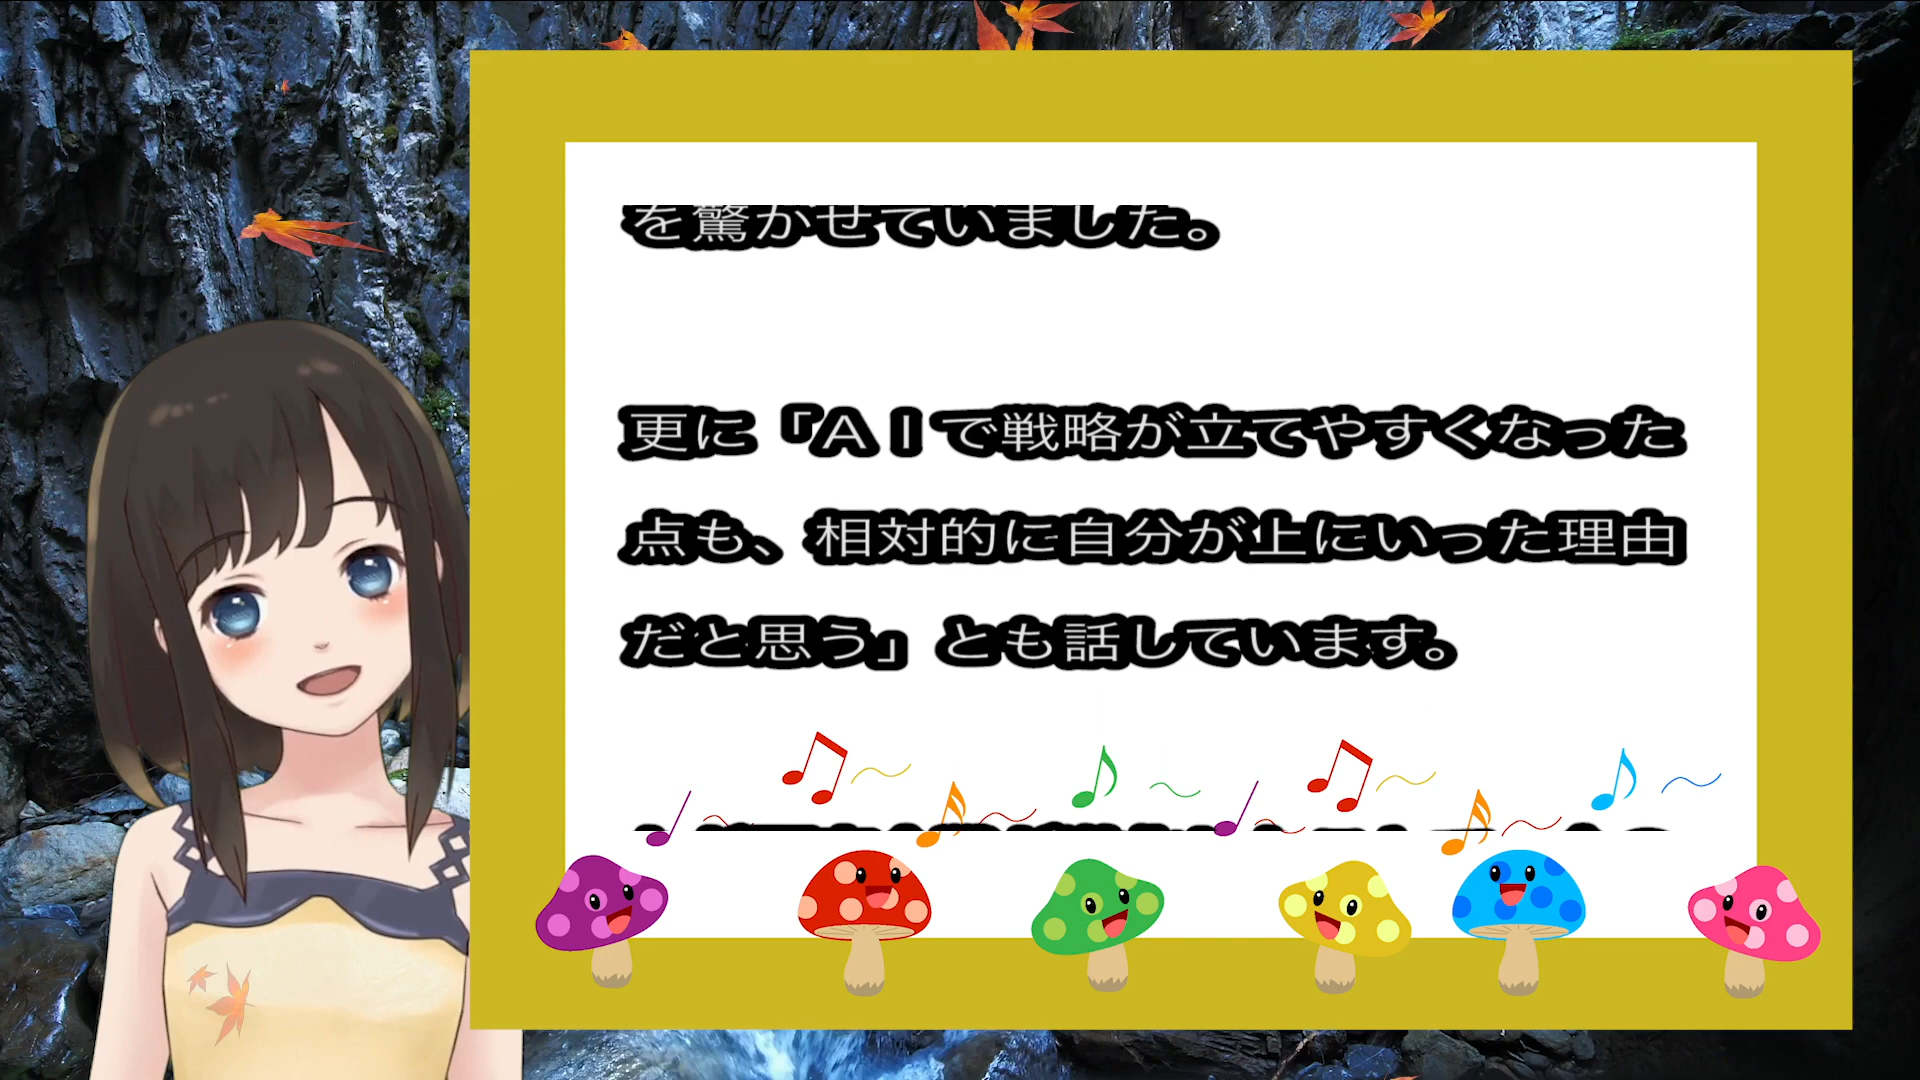 を驚かせていました。
更に「ＡＩで戦略が立てやすくなった
点も、相対的に自分が上にいった理由
だと思う」とも話しています。